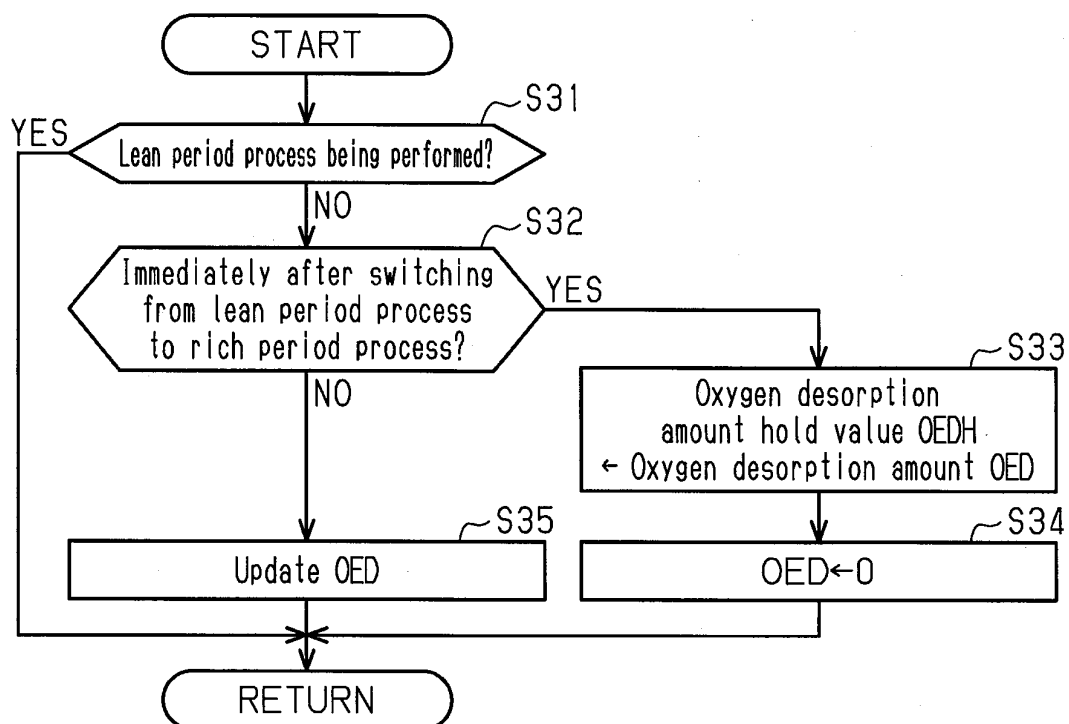 START
S31
YES
Lean period process being performed?
NO
S32
Immediately after switching
from lean period process
to rich period process?
YES
NO
S33
Oxygen desorption
amount hold value OEDH
← Oxygen desorption amount OED
S35
Update OED
S34
OED←0
RETURN